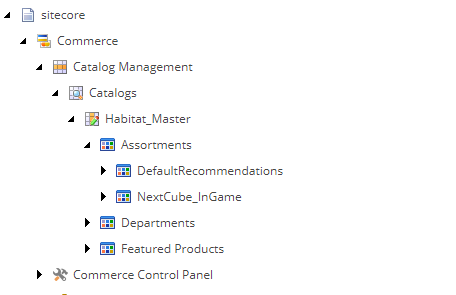 sitecore
Commerce
Catalog Management
Catalogs
Habitat_Master
Assortments
DefaultRecommendations
NextCube_InGame
Departments
Featured Products
Commerce Control Panel